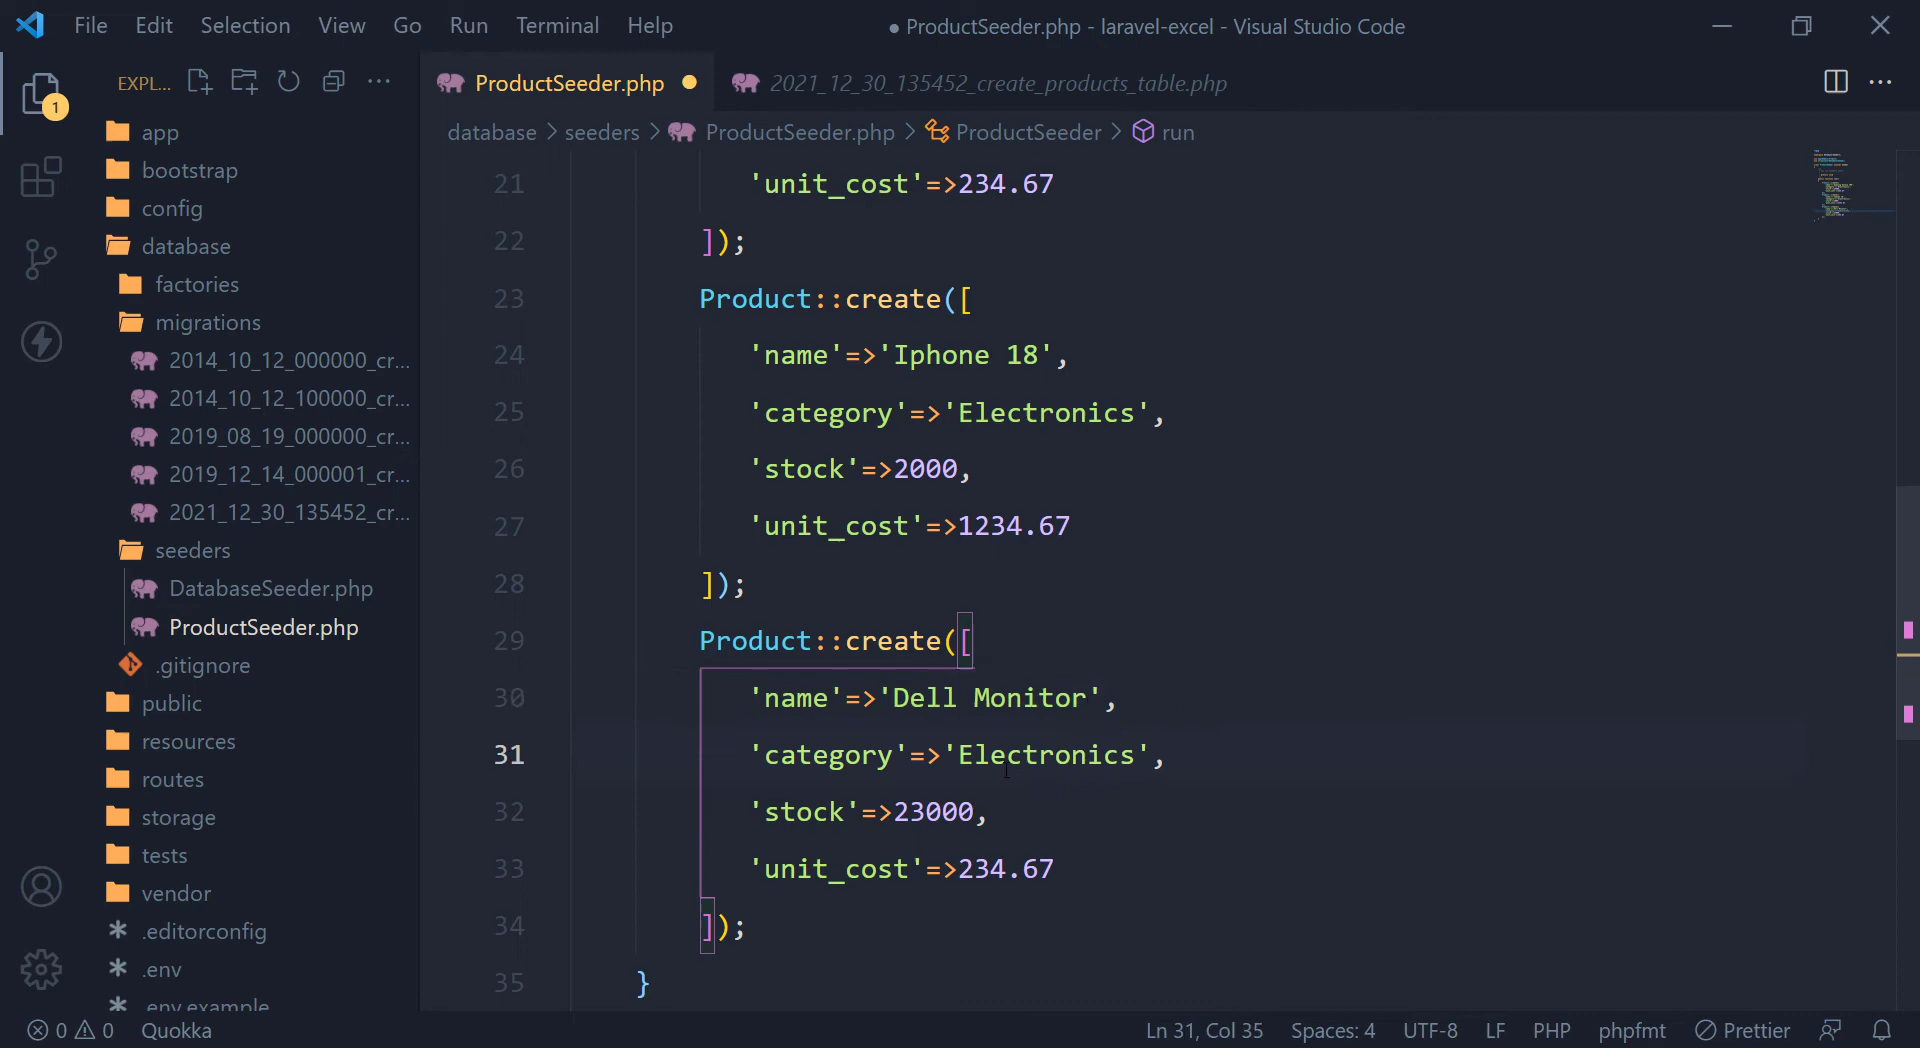 File Edit Selection View Go Run Terminal Help
● ProductSeeder.php - laravel-excel - Visual Studio Code
1
EXPL...
app
bootstrap
config
database
factories
migrations
2014_10_12_000000_cr...
2014_10_12_100000_cr...
2019_08_19_000000_cr...
2019_12_14_000001_cr...
2021_12_30_135452_cr...
seeders
DatabaseSeeder.php
ProductSeeder.php
.gitignore
public
resources
routes
storage
tests
vendor
.editorconfig
.env
.env.example
ProductSeeder.php ●
2021_12_30_135452_create_products_table.php
database > seeders > ProductSeeder.php > ProductSeeder > run
21 'unit_cost'=>234.67
22 ]);
23 Product::create([
24 'name'=>'Iphone 18',
25 'category'=>'Electronics',
26 'stock'=>2000,
27 'unit_cost'=>1234.67
28 ]);
29 Product::create([
30 'name'=>'Dell Monitor',
31 'category'=>'Electronics',
32 'stock'=>23000,
33 'unit_cost'=>234.67
34 ]);
35 }
0 0 Quokka
Ln 31, Col 35 Spaces: 4 UTF-8 LF PHP phpfmt Prettier